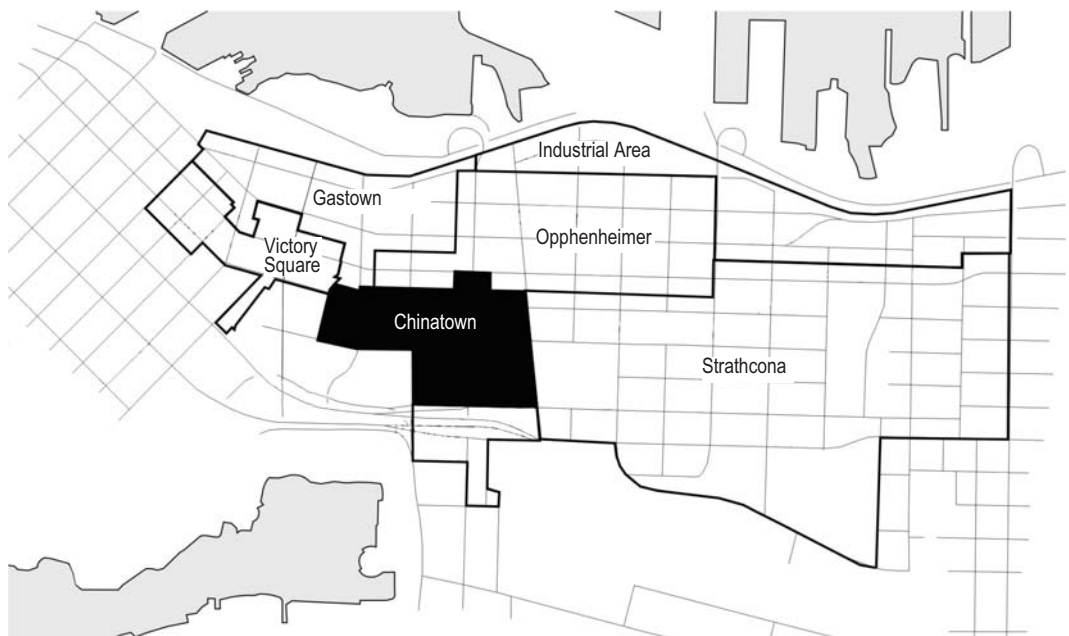 Industrial Area
Gastown
Opphenheimer
Victory
Square
Chinatown
Strathcona